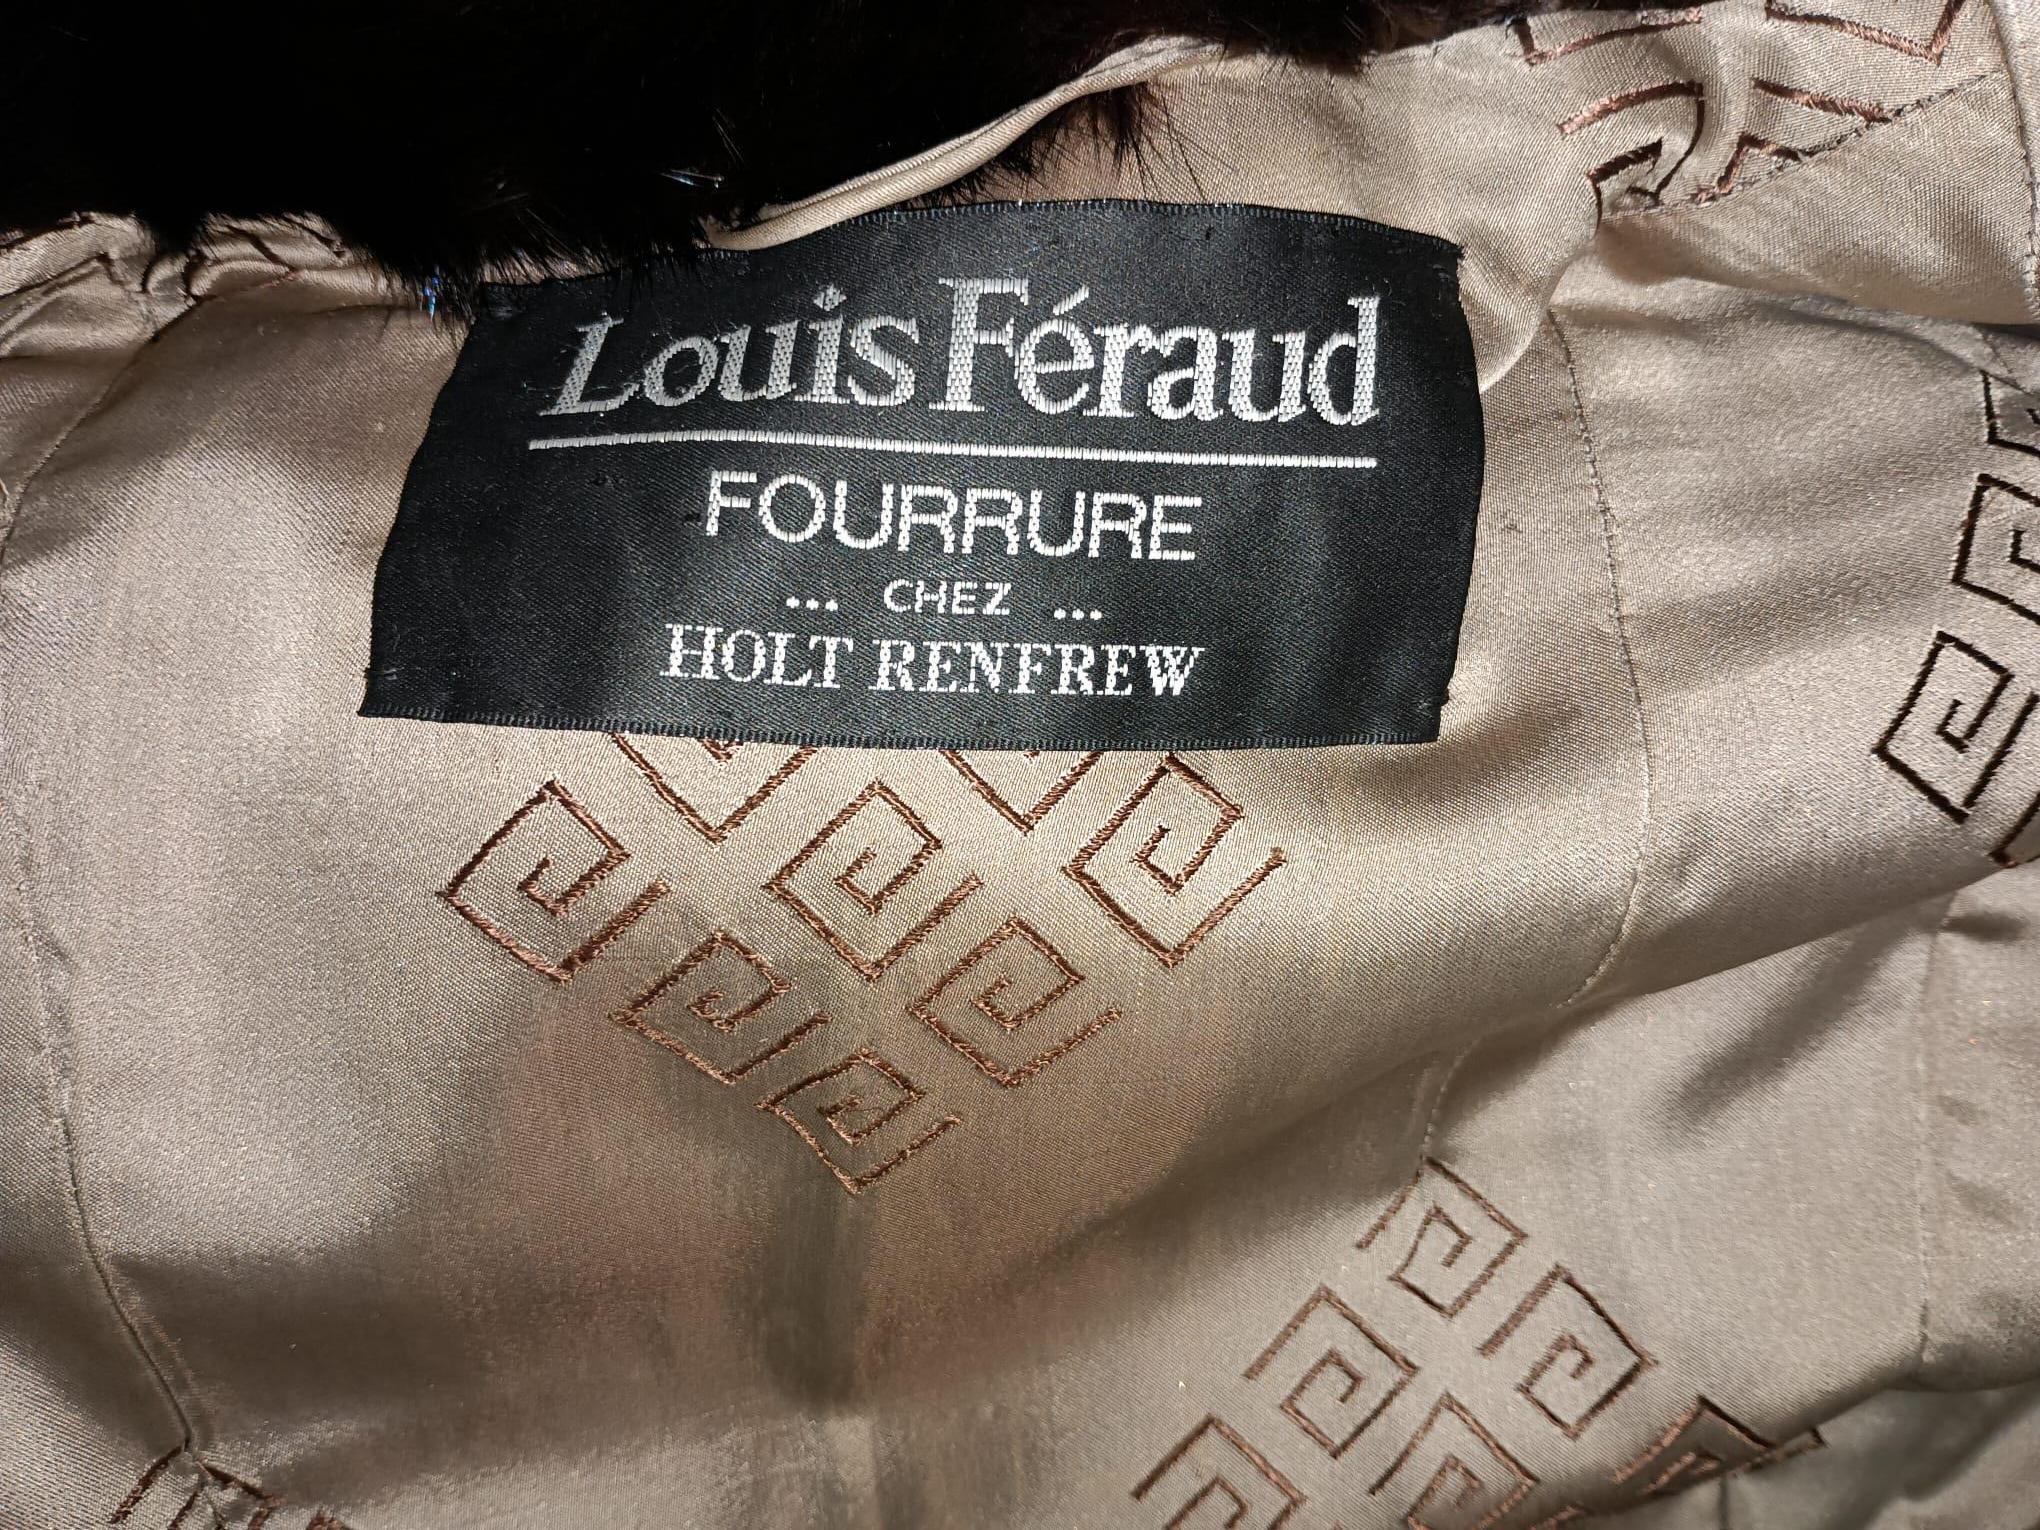 Louis Féraud
FOURRURE
... CHEZ ...
HOLT RENFREW